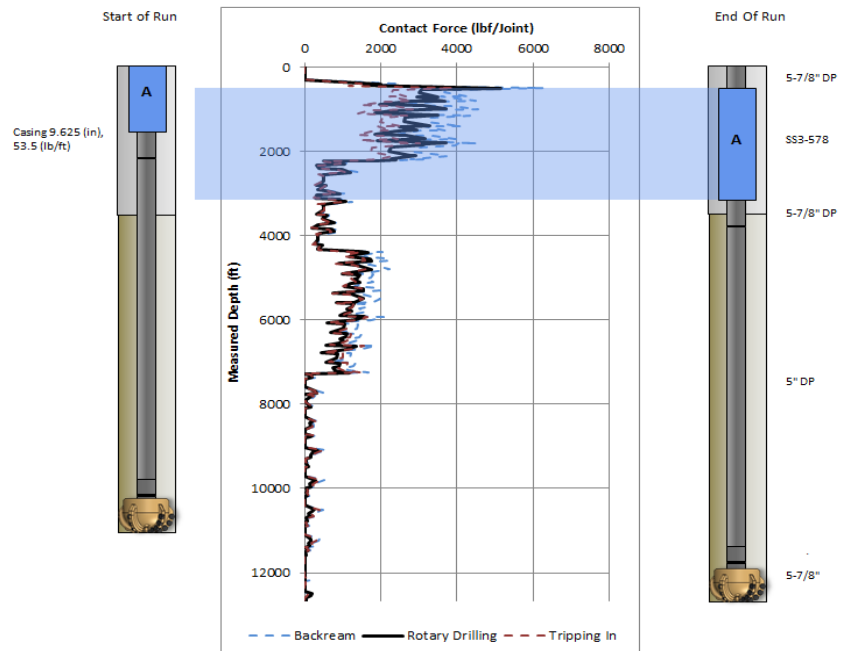 Start of Run
A
Casing 9.625 (in),
53.5 (lb/ft)
Contact Force (lbf/Joint)
0 2000 4000 6000 8000
Measured Depth (ft)
0
2000
4000
6000
8000
10000
12000
Backream Rotary Drilling Tripping In
End Of Run
5-7/8" DP
SS3-578
A
5-7/8" DP
5" DP
5-7/8"